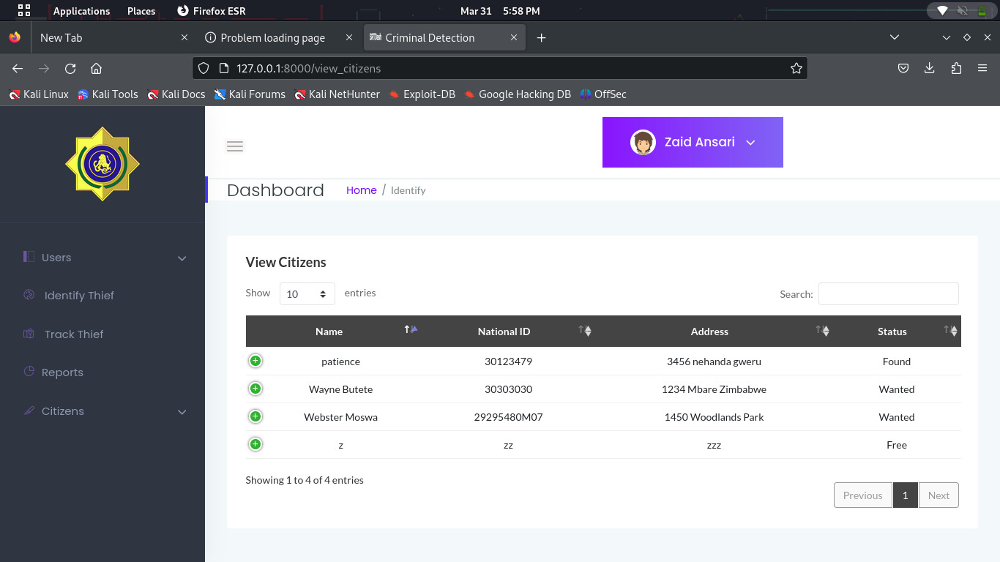 Applications Places Firefox ESR Mar 31 5:58 PM
New Tab Problem loading page Criminal Detection
127.0.0.1:8000/view_citizens
Kali Linux Kali Tools Kali Docs Kali Forums Kali NetHunter Exploit-DB Google Hacking DB OffSec
Zaid Ansari
Dashboard Home / Identify
Users
Identify Thief
Track Thief
Reports
Citizens
View Citizens
Show 10 entries Search:
Name National ID Address Status
patience 30123479 3456 nehanda gweru Found
Wayne Butete 30303030 1234 Mbare Zimbabwe Wanted
Webster Moswa 29295480M07 1450 Woodlands Park Wanted
z zz zzz Free
Showing 1 to 4 of 4 entries
Previous 1 Next